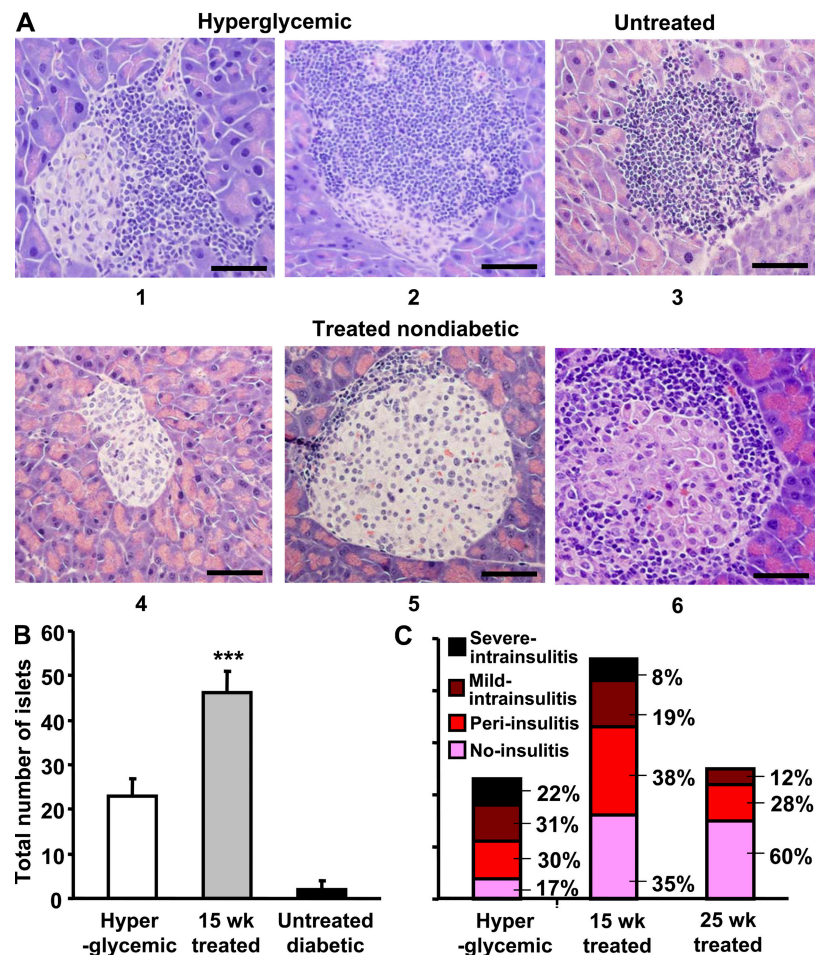 A
Hyperglycemic
Untreated
1
2
3
Treated nondiabetic
4
5
6
B
Total number of islets
60
50
40
30
20
10
0
***
Hyper
-glycemic
15 wk
treated
Untreated
diabetic
C
Severe-
intrainsulitis
Mild-
intrainsulitis
Peri-insulitis
No-insulitis
22%
31%
30%
17%
8%
19%
38%
35%
12%
28%
60%
Hyper
-glycemic
15 wk
treated
25 wk
treated